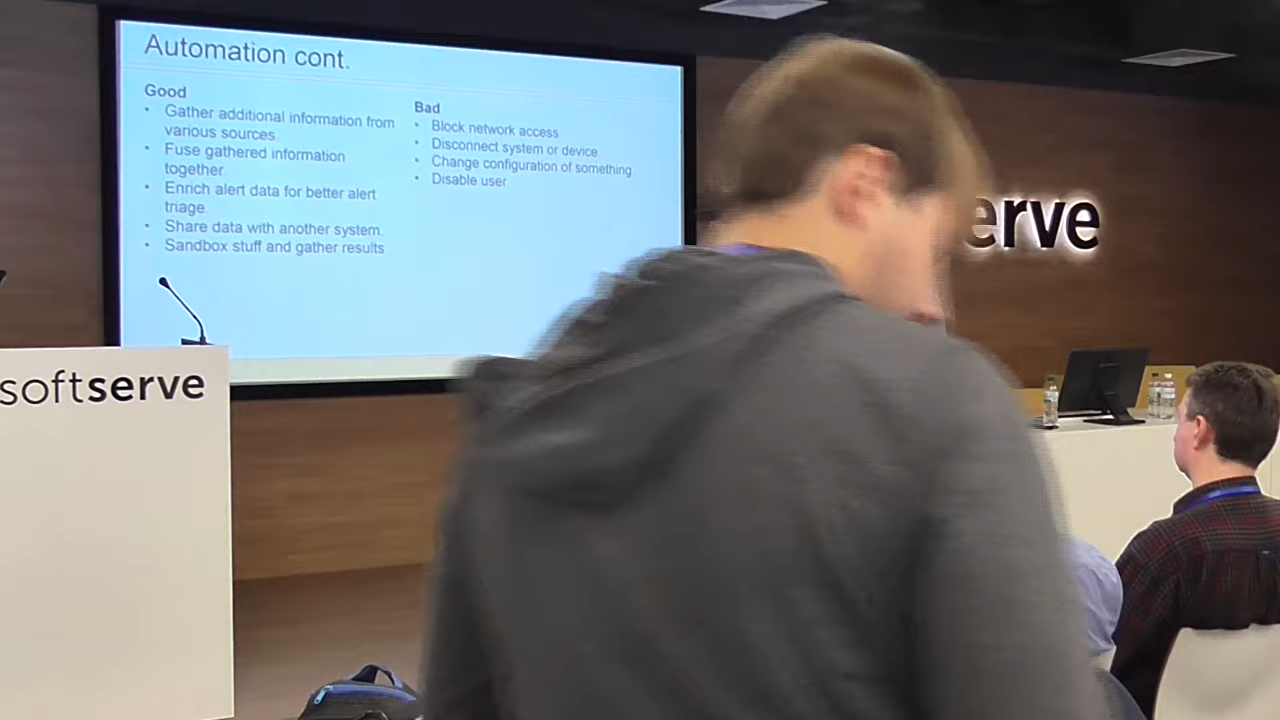 Automation cont.
Good
• Gather additional information from
various sources.
• Fuse gathered information
together.
• Enrich alert data for better alert
triage.
• Share data with another system.
• Sandbox stuff and gather results
Bad
• Block network access
• Disconnect system or device.
• Change configuration of something
• Disable user
erve
softserve